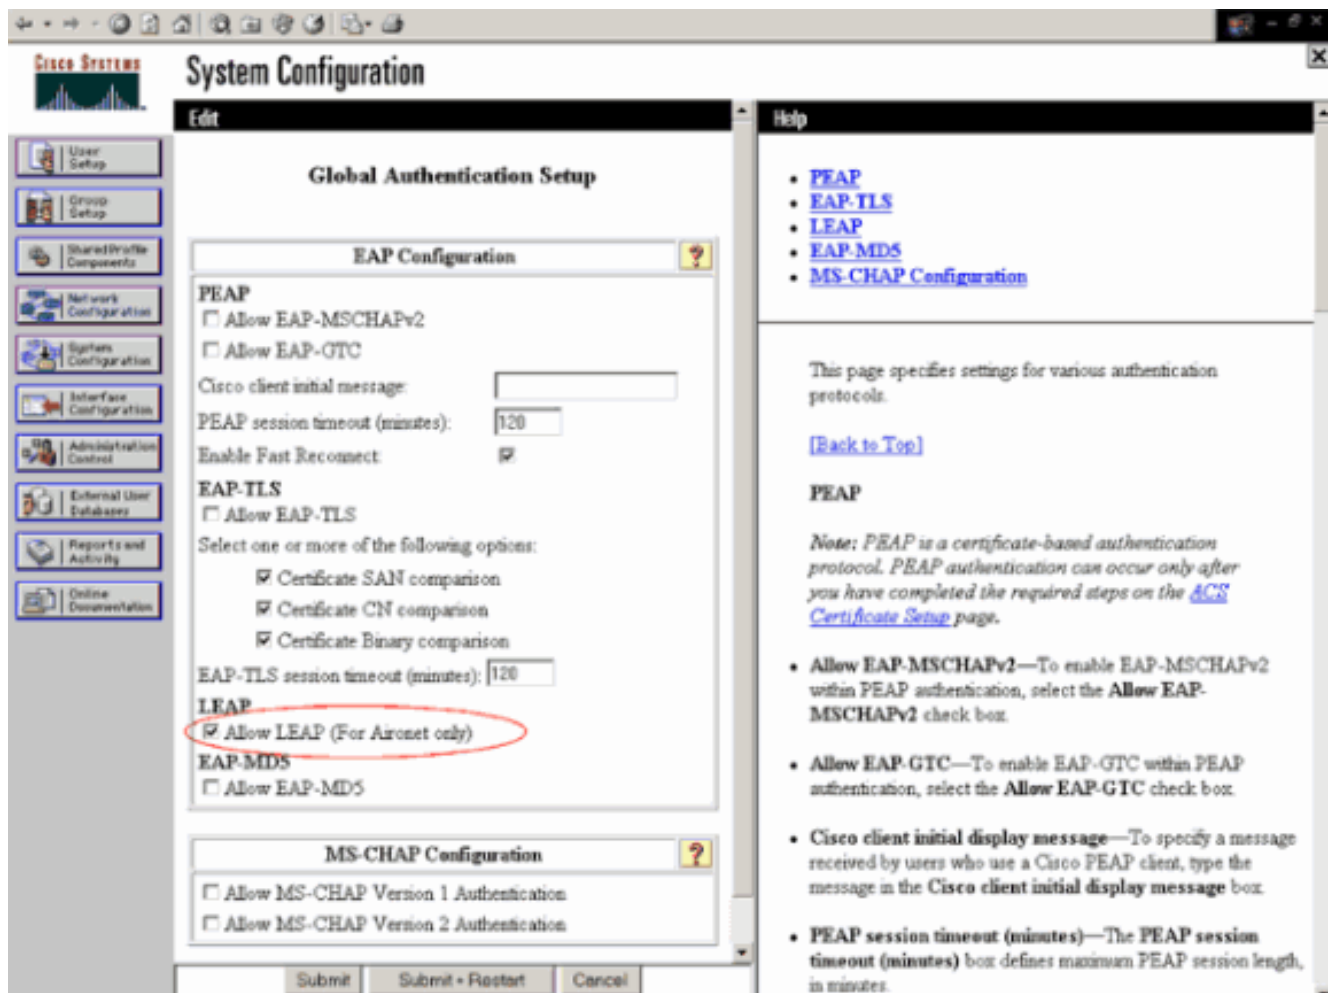 CISCO SYSTEMS
System Configuration
Edit
User
Setup
Group
Setup
Shared Profile
Components
Network
Configuration
System
Configuration
Interface
Configuration
Administration
Control
External User
Databases
Reports and
Activity
Online
Documentation
Global Authentication Setup
EAP Configuration
?
PEAP
Allow EAP-MSCHAPv2
Allow EAP-GTC
Cisco client initial message:
PEAP session timeout (minutes): 120
Enable Fast Reconnect:
EAP-TLS
Allow EAP-TLS
Select one or more of the following options:
Certificate SAN comparison
Certificate CN comparison
Certificate Binary comparison
EAP-TLS session timeout (minutes): 120
LEAP
Allow LEAP (For Aironet only)
EAP-MD5
Allow EAP-MD5
MS-CHAP Configuration
?
Allow MS-CHAP Version 1 Authentication
Allow MS-CHAP Version 2 Authentication
Submit
Submit + Restart
Cancel
Help
PEAP
EAP-TLS
LEAP
EAP-MD5
MS-CHAP Configuration
This page specifies settings for various authentication
protocols.
[Back to Top]
PEAP
Note: PEAP is a certificate-based authentication
protocol. PEAP authentication can occur only after
you have completed the required steps on the ACS
Certificate Setup page.
Allow EAP-MSCHAPv2—To enable EAP-MSCHAPv2
within PEAP authentication, select the Allow EAP-
MSCHAPv2 check box.
Allow EAP-GTC—To enable EAP-GTC within PEAP
authentication, select the Allow EAP-GTC check box.
Cisco client initial display message—To specify a message
received by users who use a Cisco PEAP client, type the
message in the Cisco client initial display message box.
PEAP session timeout (minutes)—The PEAP session
timeout (minutes) box defines maximum PEAP session length,
in minutes.